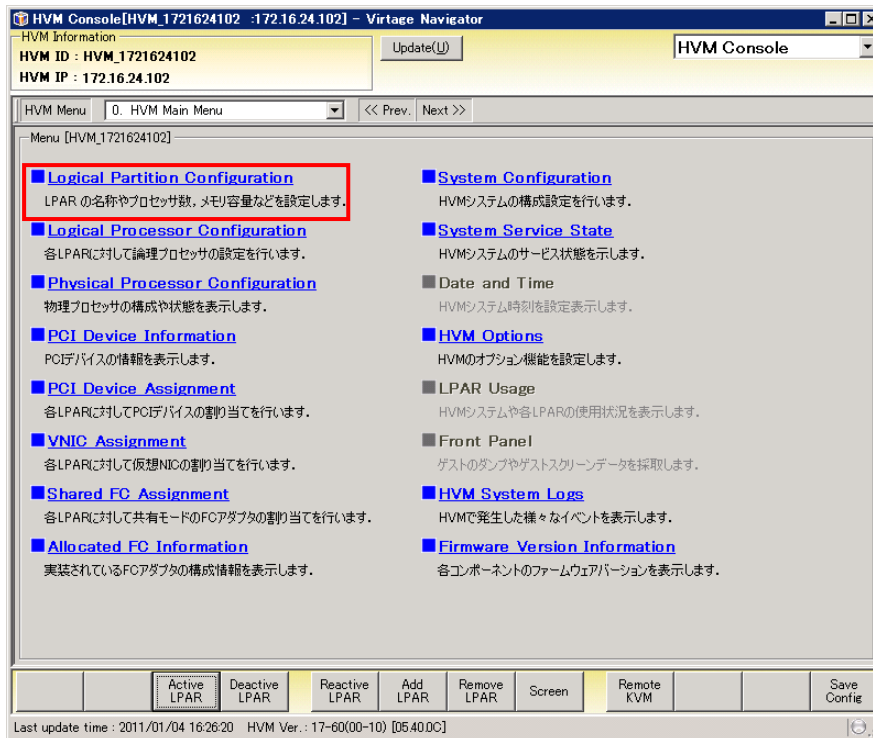 HVM Console[HVM_1721624102 :172.16.24.102] - Virtage Navigator
HVM Information
HVM ID : HVM_1721624102
HVM IP : 172.16.24.102
Update(U)
HVM Console
HVM Menu
0. HVM Main Menu
<< Prev. Next >>
Menu [HVM_1721624102]
Logical Partition Configuration
LPAR の名称やプロセッサ数，メモリ容量などを設定します．
Logical Processor Configuration
各LPARに対して論理プロセッサの設定を行います．
Physical Processor Configuration
物理プロセッサの構成や状態を表示します．
PCI Device Information
PCIデバイスの情報を表示します．
PCI Device Assignment
各LPARに対してPCIデバイスの割り当てを行います．
VNIC Assignment
各LPARに対して仮想NICの割り当てを行います．
Shared FC Assignment
各LPARに対して共有モードのFCアダプタの割り当てを行います．
Allocated FC Information
実装されているFCアダプタの構成情報を表示します．
System Configuration
HVMシステムの構成設定を行います．
System Service State
HVMシステムのサービス状態を示します．
Date and Time
HVMシステム時刻を設定表示します．
HVM Options
HVMのオプション機能を設定します．
LPAR Usage
HVMシステムや各LPARの使用状況を表示します．
Front Panel
ゲストのダンプやゲストスクリーンデータを採取します．
HVM System Logs
HVMで発生した様々なイベントを表示します．
Firmware Version Information
各コンポーネントのファームウェアバージョンを表示します．
Active LPAR
Deactive LPAR
Reactive LPAR
Add LPAR
Remove LPAR
Screen
Remote KVM
Save Config
Last update time : 2011/01/04 16:26:20 HVM Ver. : 17-60(00-10) [05.40.0C]